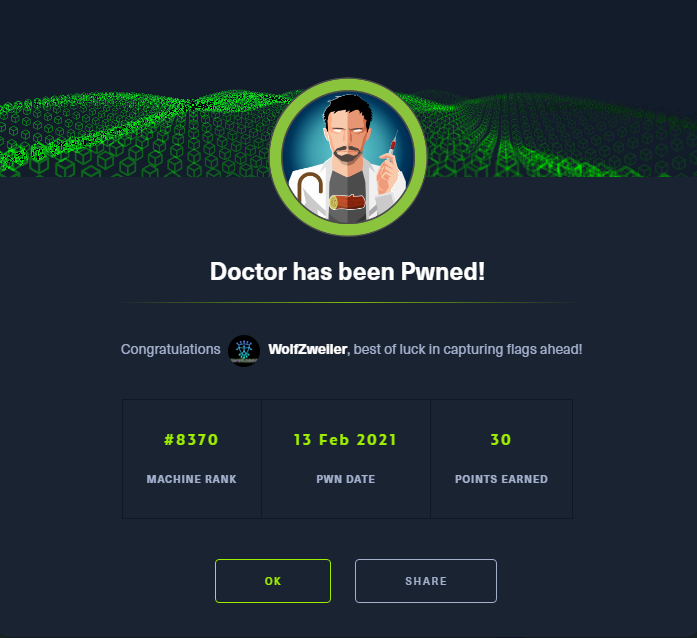 Doctor has been Pwned!
Congratulations WolfZweiler, best of luck in capturing flags ahead!
#8370 13 Feb 2021 30
MACHINE RANK PWN DATE POINTS EARNED
OK SHARE